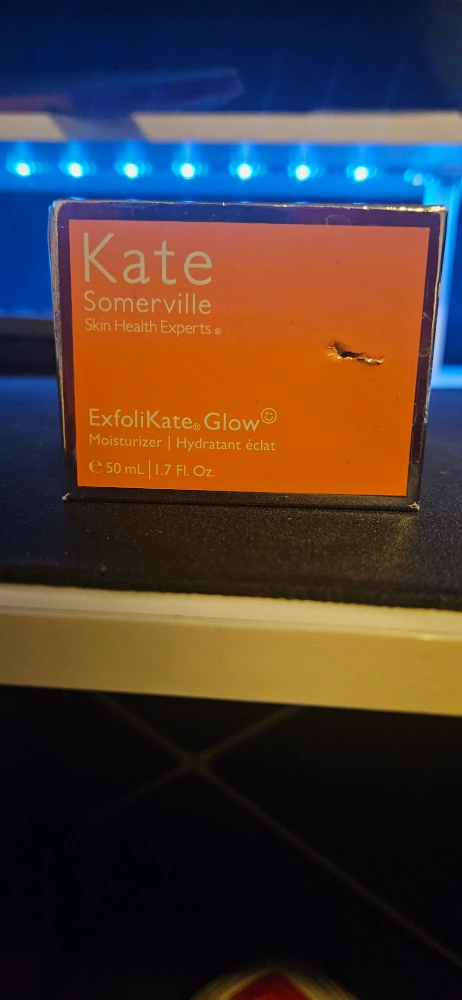 Kate
Somerville
Skin Health Experts®
ExfoliKate® Glow☺
Moisturizer | Hydratant éclat
℮ 50 mL | 1.7 Fl. Oz.